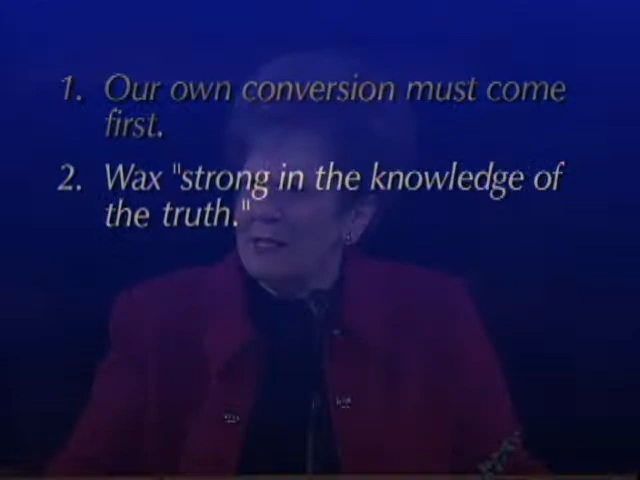 1. Our own conversion must come
first.
2. Wax "strong in the knowledge of
the truth."